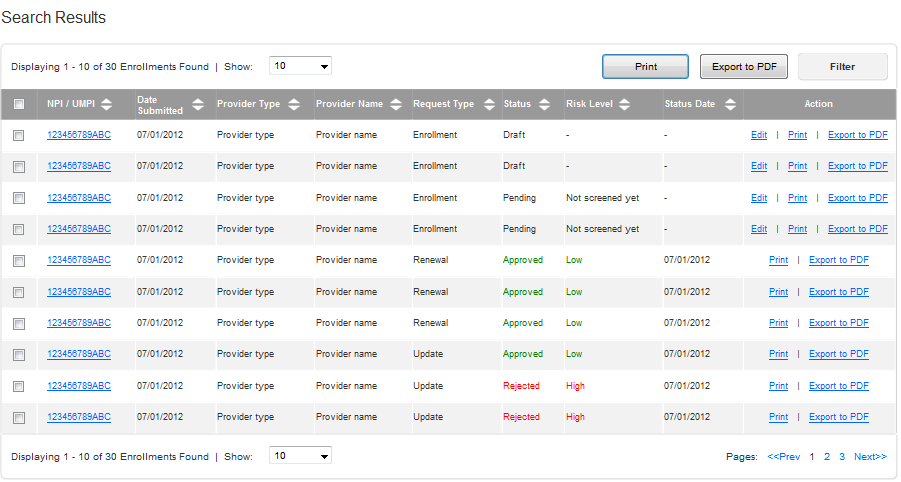 Search Results
Displaying 1 - 10 of 30 Enrollments Found | Show: 10 Print Export to PDF Filter
NPI / UMPI Date Submitted Provider Type Provider Name Request Type Status Risk Level Status Date Action
123456789ABC 07/01/2012 Provider type Provider name Enrollment Draft - - Edit | Print | Export to PDF
123456789ABC 07/01/2012 Provider type Provider name Enrollment Draft - - Edit | Print | Export to PDF
123456789ABC 07/01/2012 Provider type Provider name Enrollment Pending Not screened yet - Edit | Print | Export to PDF
123456789ABC 07/01/2012 Provider type Provider name Enrollment Pending Not screened yet - Edit | Print | Export to PDF
123456789ABC 07/01/2012 Provider type Provider name Renewal Approved Low 07/01/2012 Print | Export to PDF
123456789ABC 07/01/2012 Provider type Provider name Renewal Approved Low 07/01/2012 Print | Export to PDF
123456789ABC 07/01/2012 Provider type Provider name Renewal Approved Low 07/01/2012 Print | Export to PDF
123456789ABC 07/01/2012 Provider type Provider name Update Approved Low 07/01/2012 Print | Export to PDF
123456789ABC 07/01/2012 Provider type Provider name Update Rejected High 07/01/2012 Print | Export to PDF
123456789ABC 07/01/2012 Provider type Provider name Update Rejected High 07/01/2012 Print | Export to PDF
Displaying 1 - 10 of 30 Enrollments Found | Show: 10 Pages: <<Prev 1 2 3 Next>>